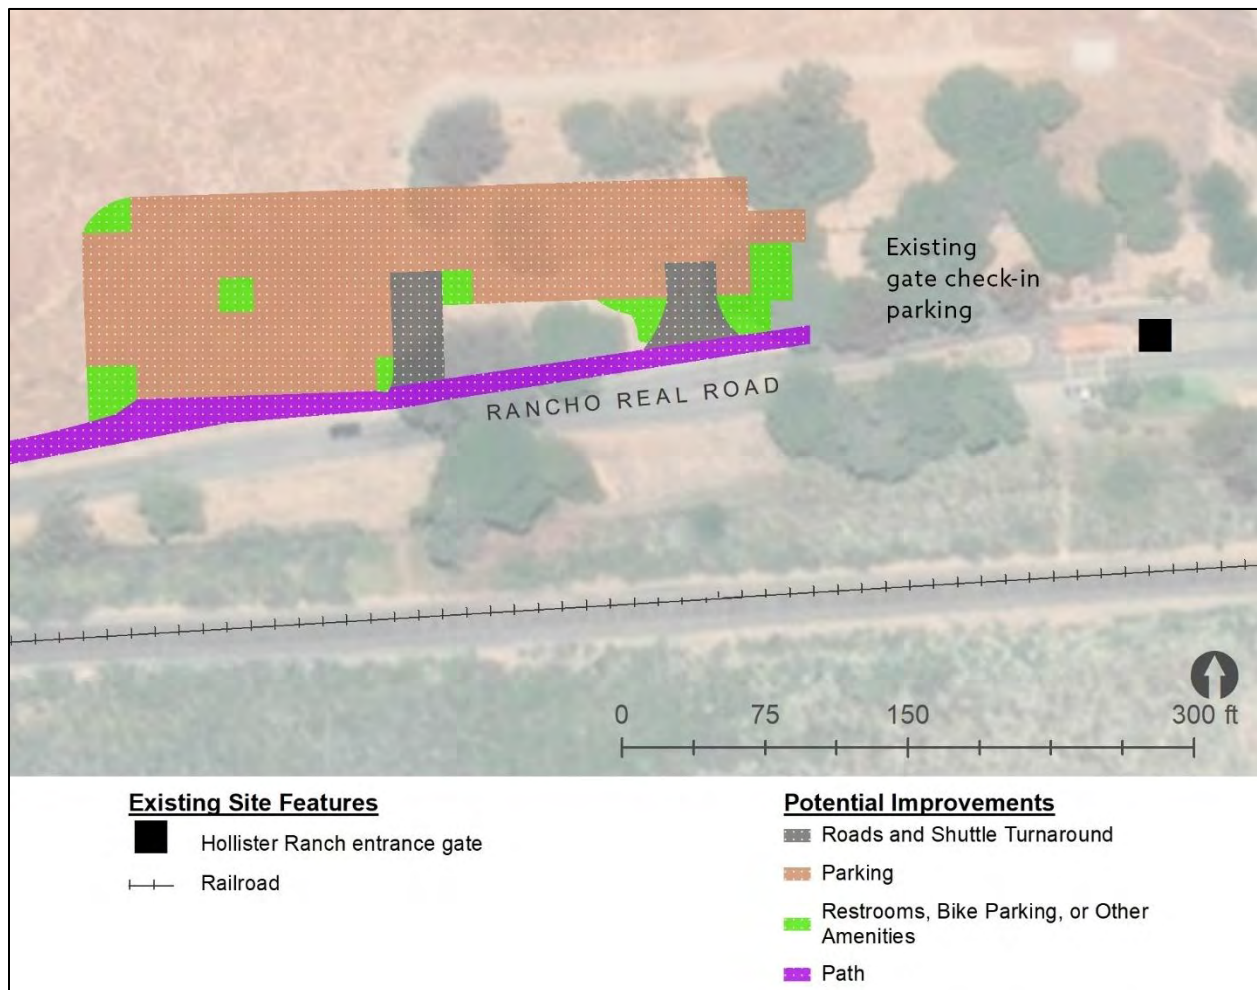 Existing
gate check-in
parking
RANCHO REAL ROAD
0 75 150 300 ft
Existing Site Features
Hollister Ranch entrance gate
Railroad
Potential Improvements
Roads and Shuttle Turnaround
Parking
Restrooms, Bike Parking, or Other
Amenities
Path